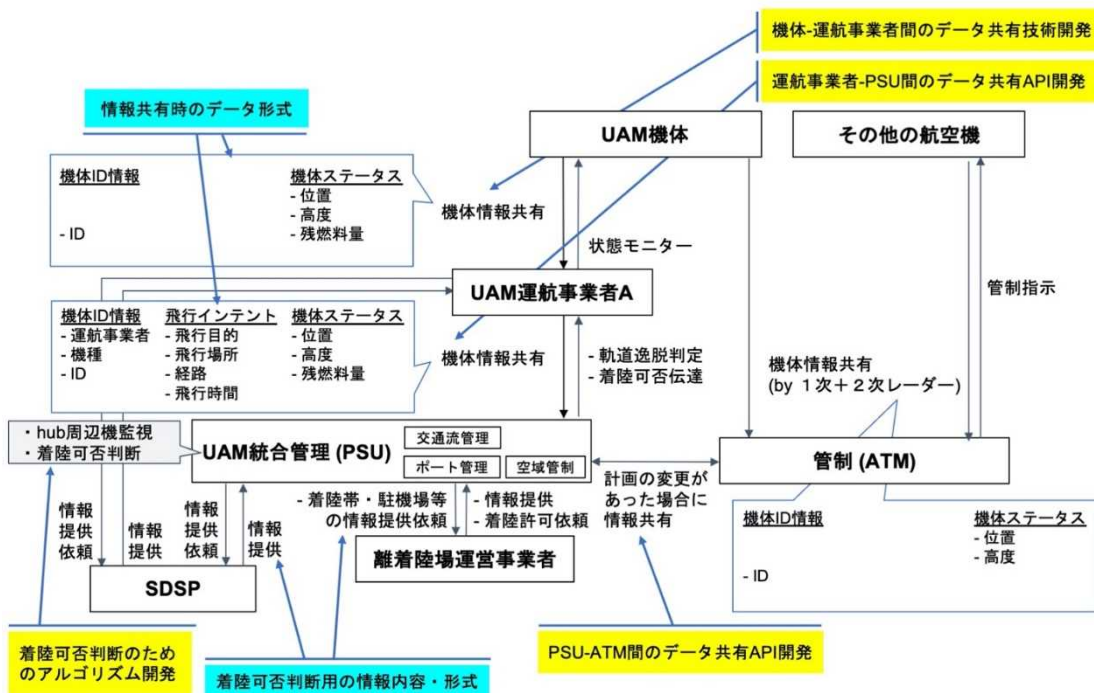 機体-運航事業者間のデータ共有技術開発
運航事業者-PSU間のデータ共有API開発
情報共有時のデータ形式
UAM機体
その他の航空機
機体ID情報
- ID
機体ステータス
- 位置
- 高度
- 残燃料量
機体情報共有
状態モニター
UAM運航事業者A
管制指示
機体ID情報
- 運航事業者
- 機種
- ID
飛行インテント
- 飛行目的
- 飛行場所
- 経路
- 飛行時間
機体ステータス
- 位置
- 高度
- 残燃料量
機体情報共有
- 軌道逸脱判定
- 着陸可否伝達
機体情報共有
(by 1次+2次レーダー)
・hub周辺機監視
・着陸可否判断
UAM統合管理 (PSU)
交通流管理
ポート管理
空域管制
管制 (ATM)
計画の変更が
あった場合に
情報共有
情報
提供
依頼
情報
提供
情報
提供
依頼
情報
提供
- 着陸帯・駐機場等
の情報提供依頼
- 情報提供
- 着陸許可依頼
SDSP
離着陸場運営事業者
機体ID情報
- ID
機体ステータス
- 位置
- 高度
着陸可否判断のため
のアルゴリズム開発
着陸可否判断用の情報内容・形式
PSU-ATM間のデータ共有API開発